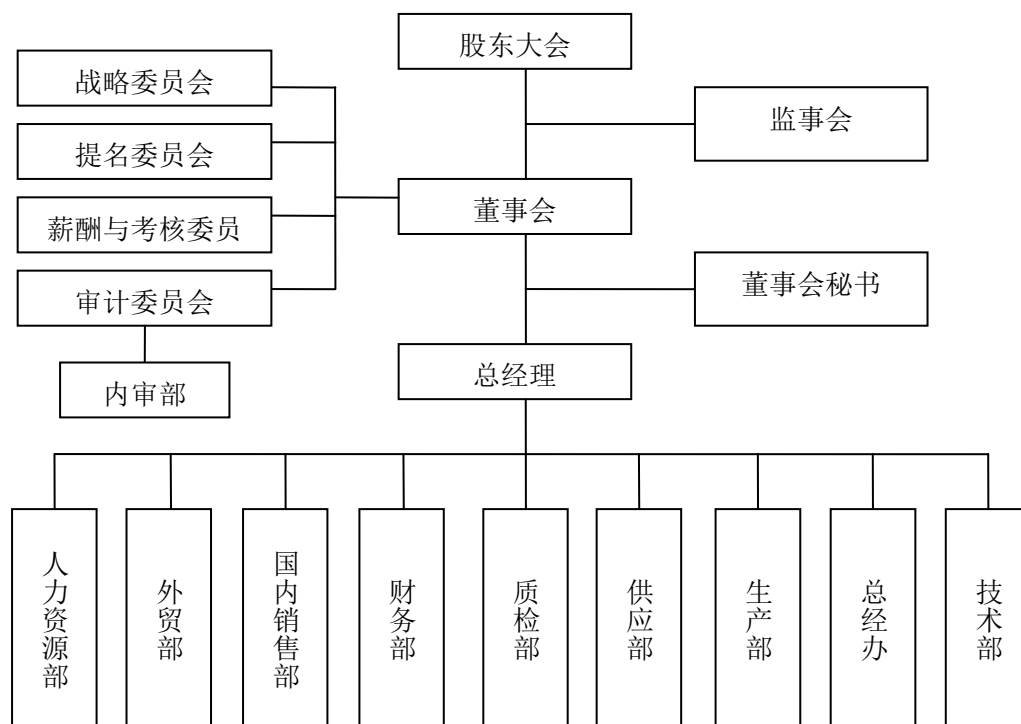 股东大会
战略委员会
监事会
提名委员会
董事会
薪酬与考核委员
董事会秘书
审计委员会
总经理
内审部
人力资源部
外贸部
国内销售部
财务部
质检部
供应部
生产部
总经办
技术部